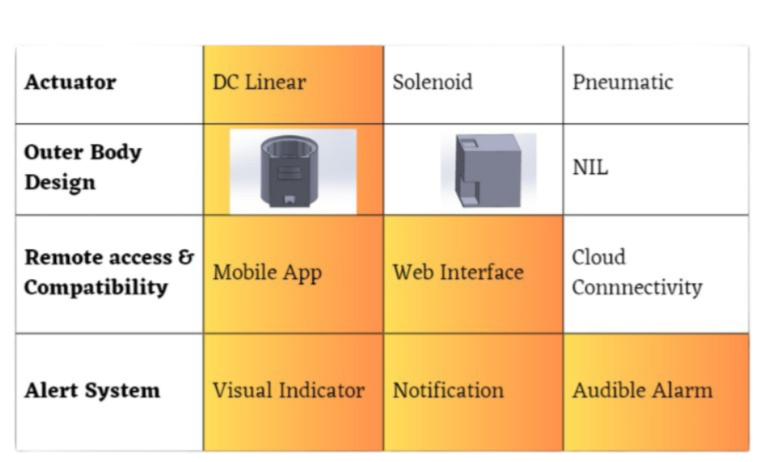 Actuator DC Linear Solenoid Pneumatic
Outer Body
Design
NIL
Remote access &
Compatibility
Mobile App
Web Interface
Cloud
Connnectivity
Alert System Visual Indicator Notification Audible Alarm